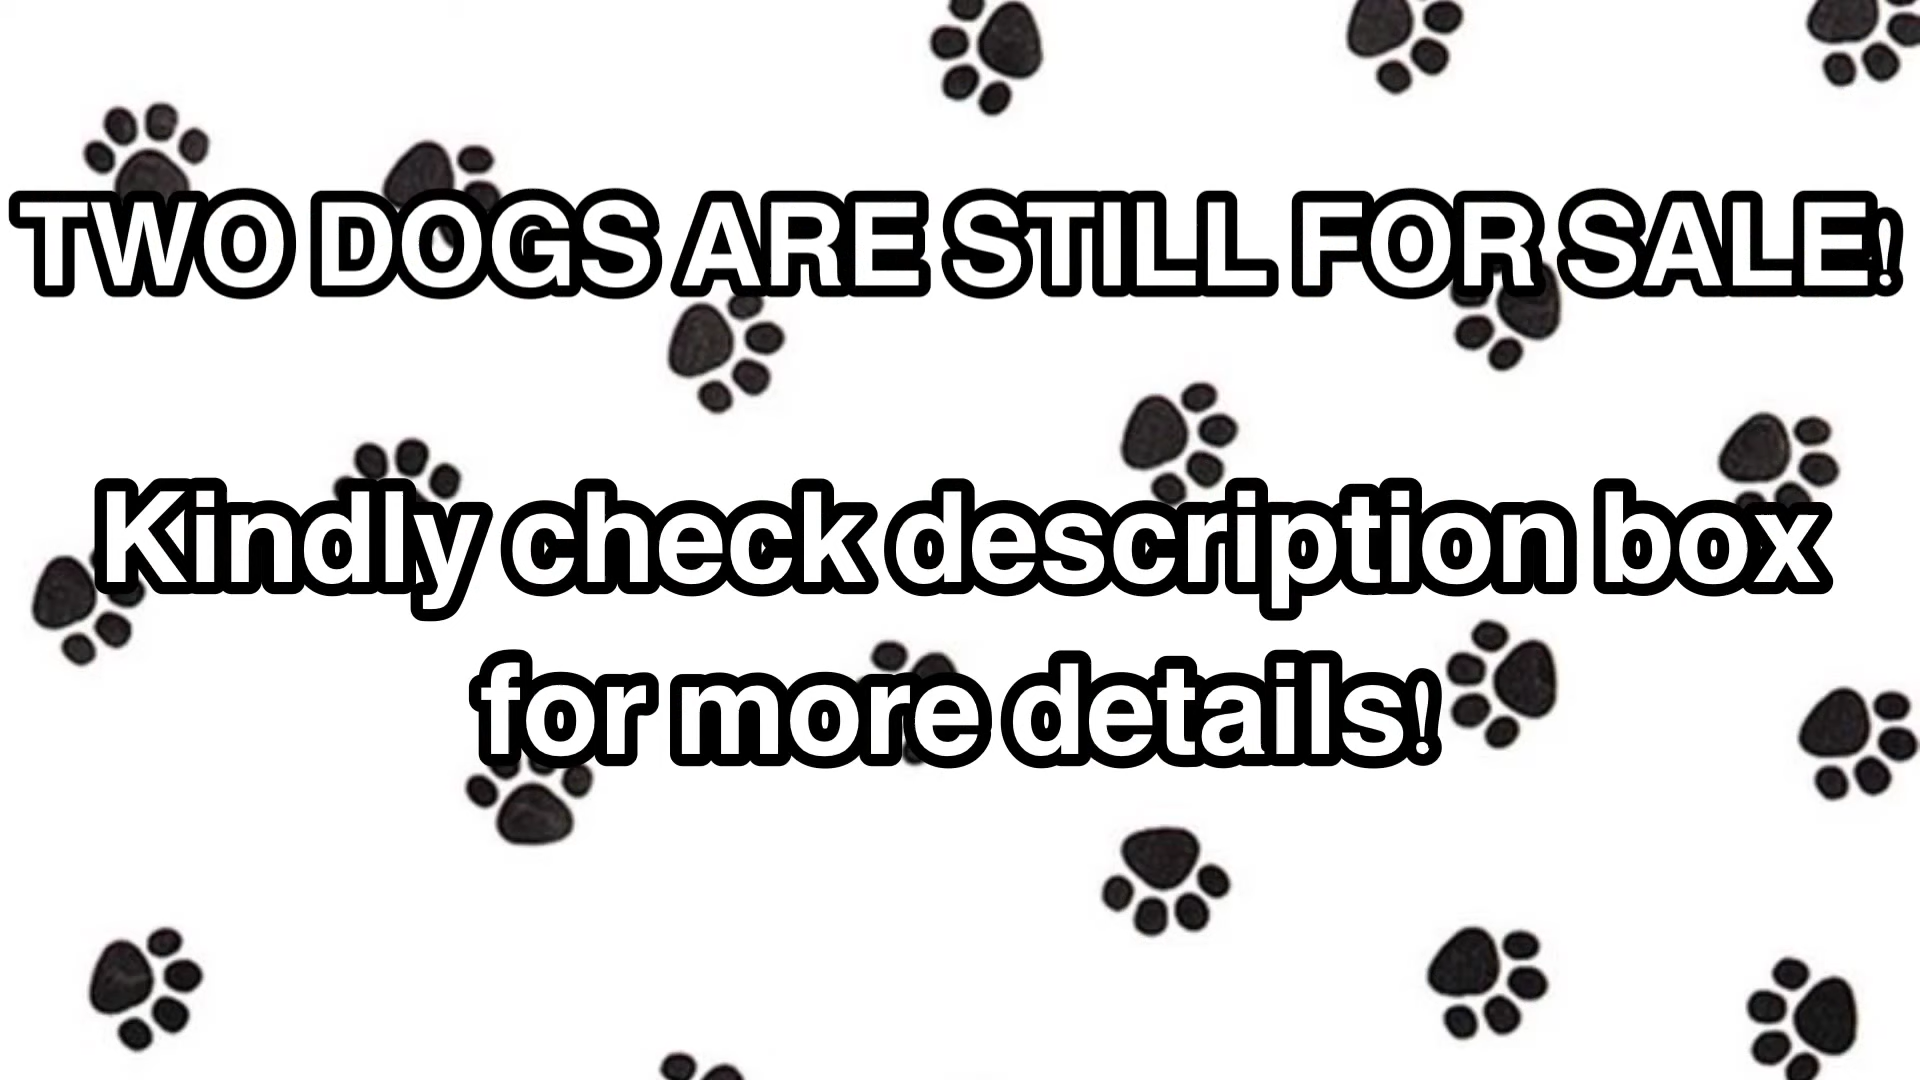 TWO DOGS ARE STILL FOR SALE!
Kindly check description box
for more details!